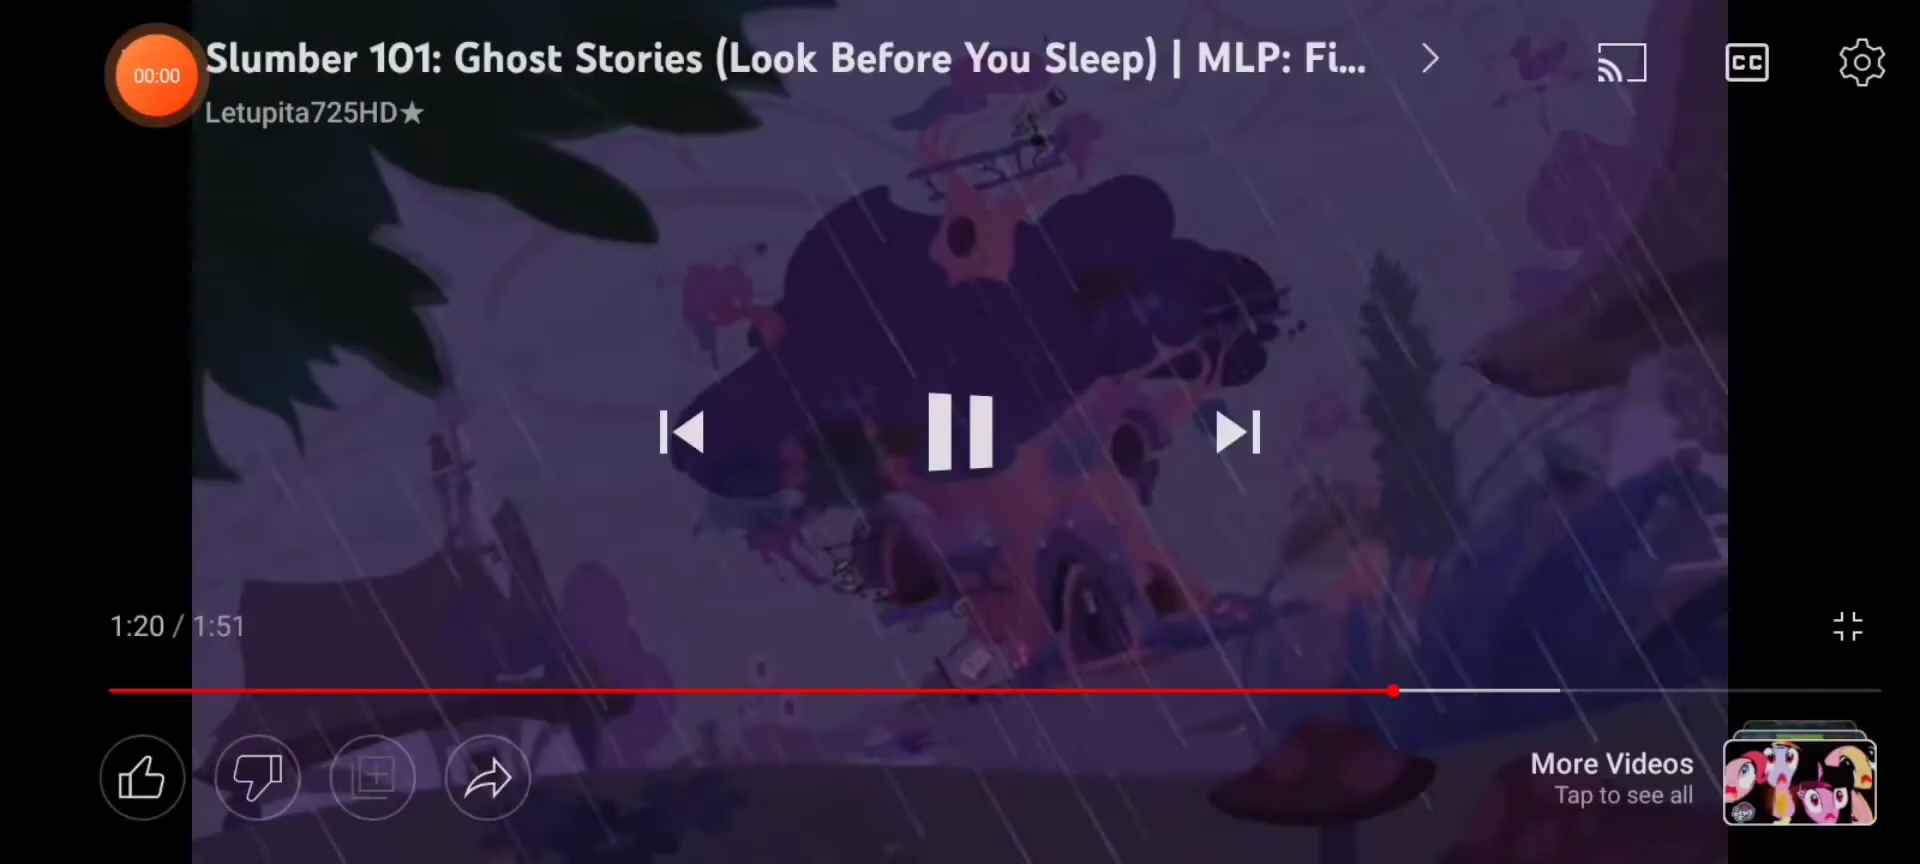 00:00
Slumber 101: Ghost Stories (Look Before You Sleep) | MLP: Fi...
Letupita725HD★
CC
1:20 / 1:51
More Videos
Tap to see all